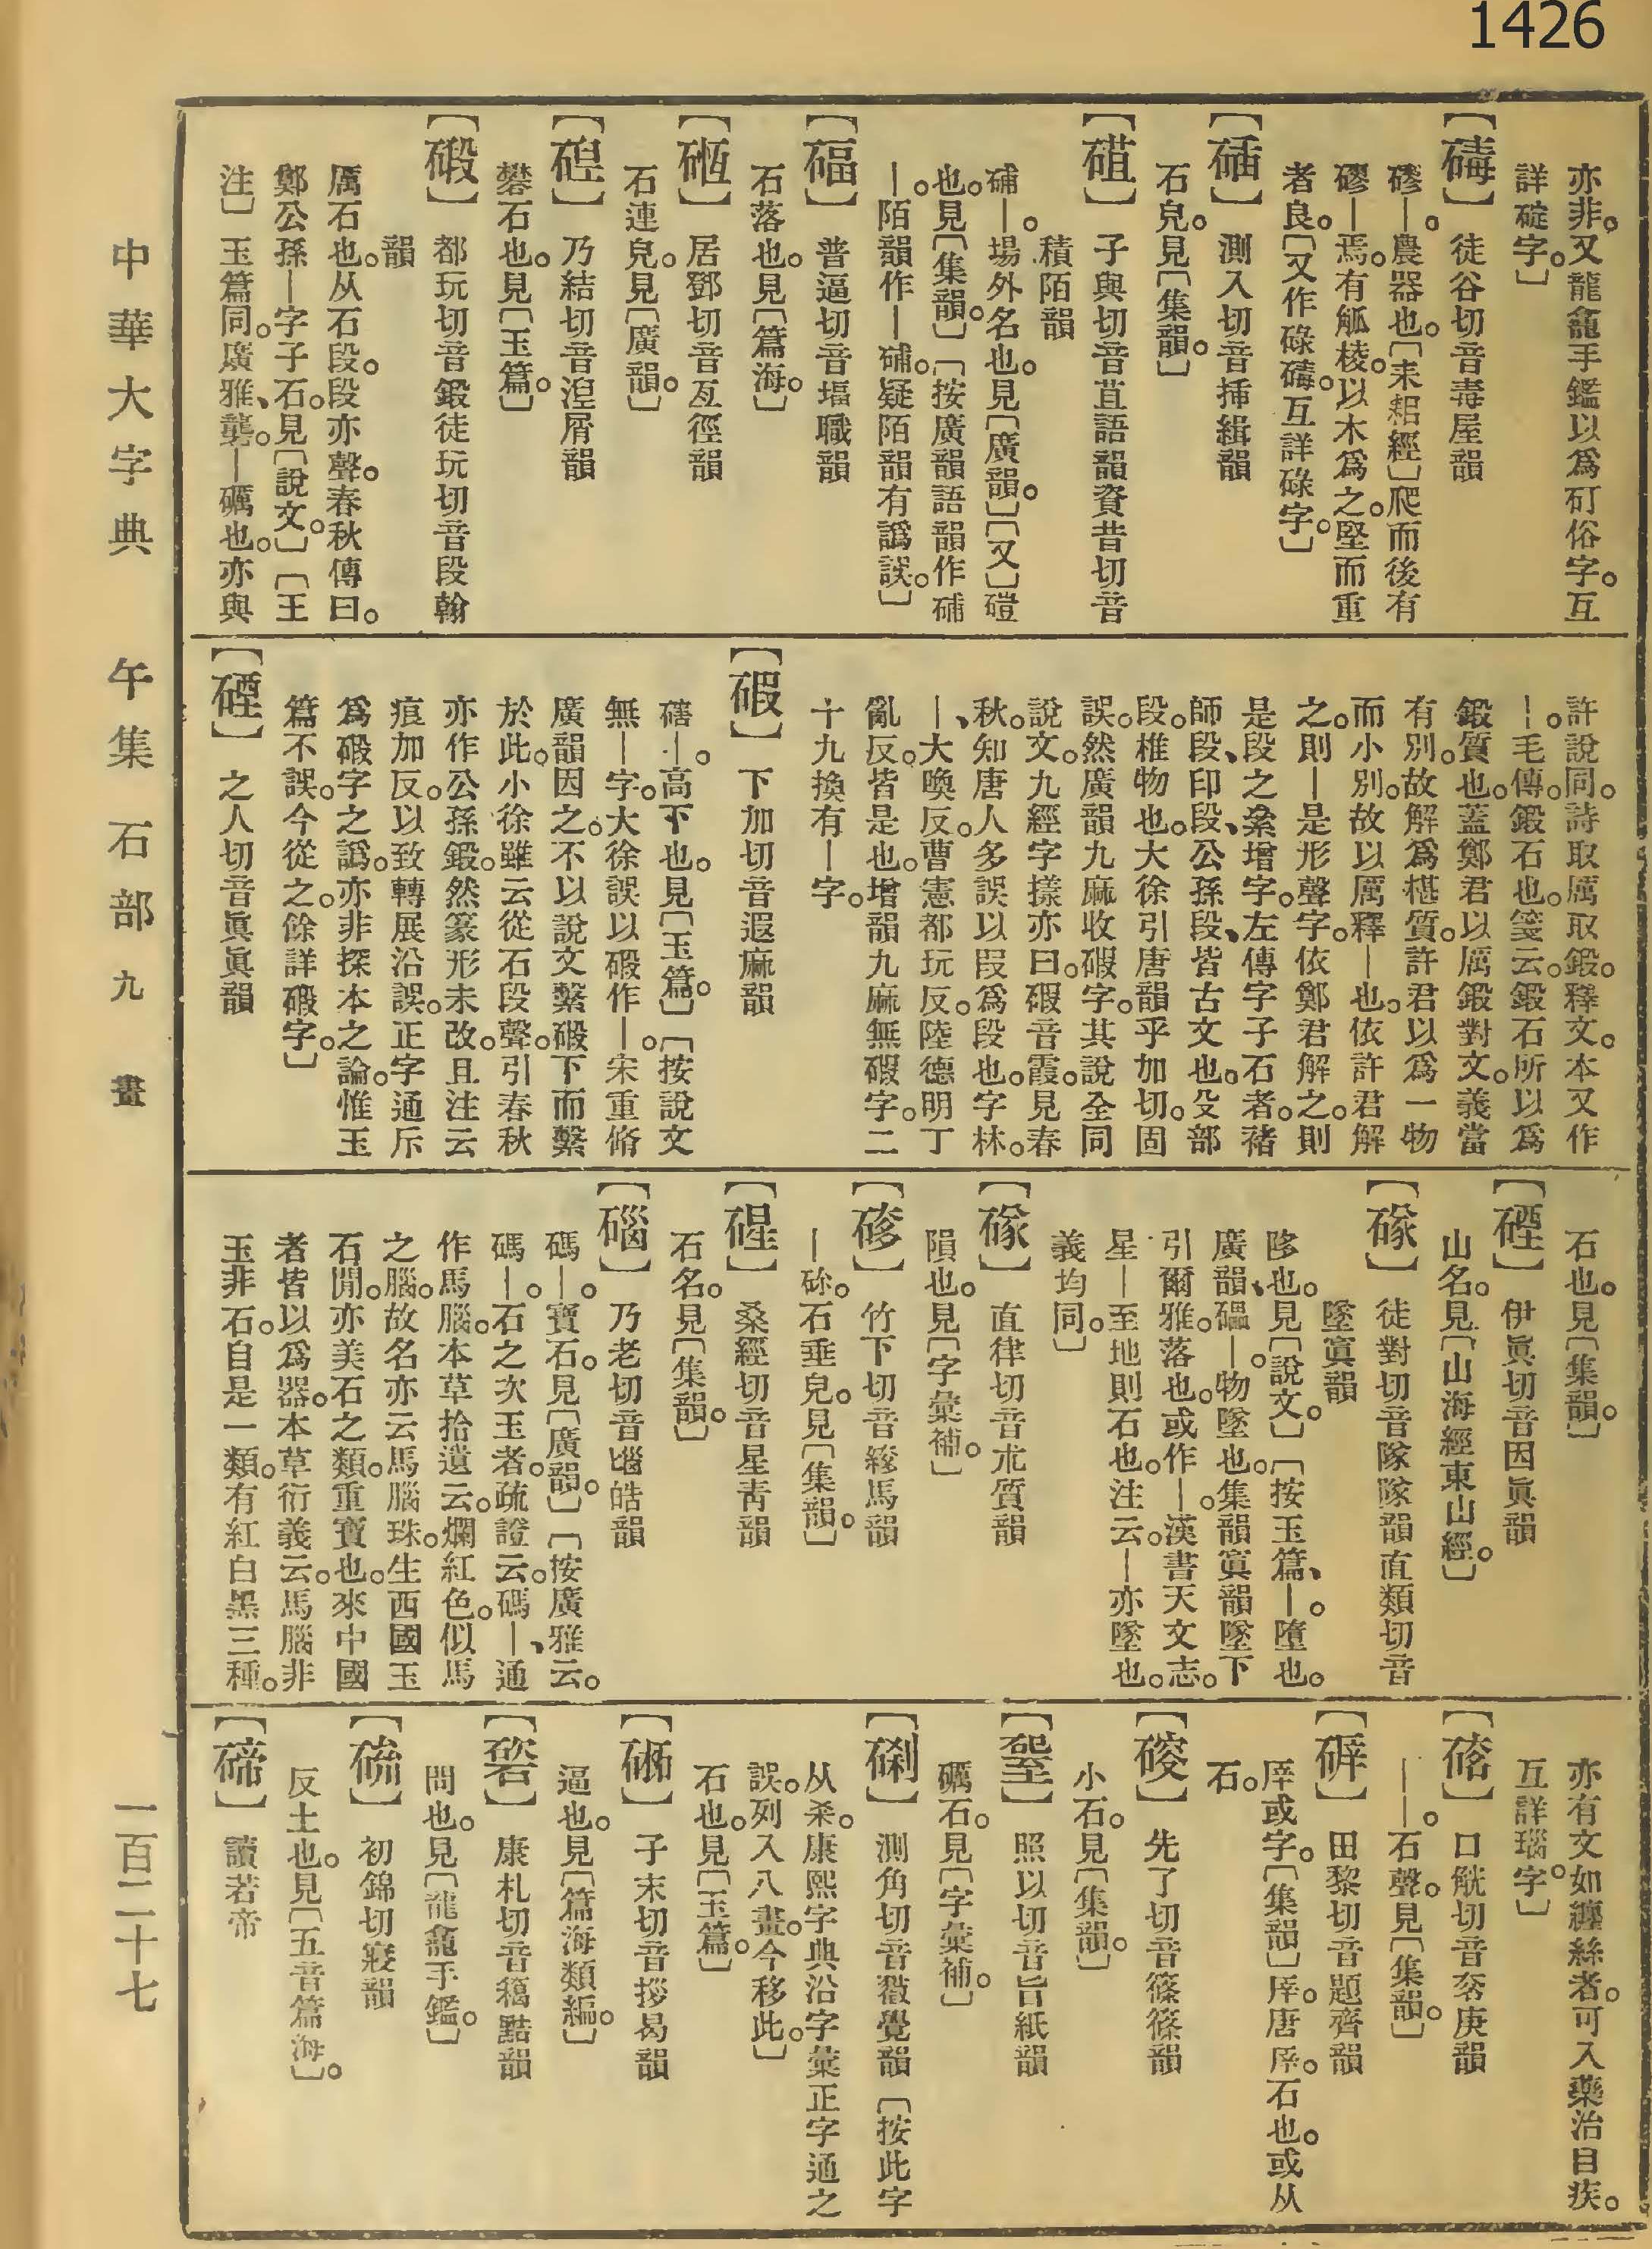 1426
亦非。又龍龕手鑑以爲矴俗字。互
詳碇字。〕
【碡】徒谷切音毒屋韻
磟｜。農器也。〔耒耜經〕爬而後有
磟｜焉。有觚棱。以木爲之。堅而重
者良。〔又作碌碡。互詳碌字。〕
【㨪】測入切音揷緝韻
石皃。見〔集韻。〕
【䃊】子與切音苴語韻資昔切音
積陌韻
䃀｜。場外名也。見〔廣韻。〕〔又〕磑
也。見〔集韻。〕〔按廣韻語韻作䃀
｜。陌韻作｜䃀。疑陌韻有譌誤。〕
【碥】普逼切音堛職韻
石落也。見〔篇海。〕
【𥔂】居鄧切音亙徑韻
石連皃。見〔廣韻。〕
【䂼】乃結切音湼屑韻
礬石也。見〔玉篇。〕
【碫】都玩切音鍛徒玩切音段翰
韻
厲石也。从石段。段亦聲。春秋傳曰。
鄭公孫｜字子石。見〔說文。〕〔王
注〕玉篇同。廣雅、礱。｜礪也。亦與
許說同。詩取厲取鍛。釋文。本又作
｜。毛傳。鍛石也。箋云。鍛石所以爲
鍛質也。蓋鄭君以厲鍛對文。義當
有別。故解爲椹質。許君以爲一物
而小別。故以厲釋｜也。依許君解
之。則｜是形聲字。依鄭君解之。則
是段之絫增字。左傳字子石者。褚
師段、印段、公孫段、皆古文也。殳部
段。椎物也。大徐引唐韻乎加切。固
誤。然廣韻九麻收碬字。其說全同
說文。九經字㨾亦曰。碬音霞。見春
秋。知唐人多誤以叚爲段也。字林。
｜、大喚反。曹憲都玩反。陸德明丁
亂反。皆是也。增韻九麻無碬字。二
十九換有｜字。
【碬】下加切音遐麻韻
磍｜。高下也。見〔玉篇。〕〔按說文
無｜字。大徐誤以碫作｜。宋重脩
廣韻因之。不以說文繫碫下而繫
於此。小徐雖云從石段聲。引春秋
亦作公孫鍛。然篆形未改。且注云
痕加反。以致轉展沿誤。正字通斥
爲碫字之譌。亦非探本之論。惟玉
篇不誤。今從之。餘詳碫字。〕
【䃌】之人切音眞眞韻
石也。見〔集韻。〕
【硻】伊眞切音因眞韻
山名。見〔山海經東山經。〕
【磙】徒對切音隊隊韻直類切音
墜寘韻
陊也。見〔說文。〕〔按玉篇、｜。墮也。
廣韻、礧｜。物墜也。集韻寘韻墜下
引爾雅。落也。或作｜。漢書天文志。
星｜至地則石也。注云。｜亦墜也。
義均同。〕
【磙】直律切音朮質韻
隕也。見〔字彙補。〕
【硰】竹下切音縿馬韻
｜砯。石垂皃。見〔集韻。〕
【碮】桑經切音星靑韻
石名。見〔集韻。〕
【碯】乃老切音㛴皓韻
碼｜。寶石。見〔廣韻。〕〔按廣雅云。
碼｜。石之次玉者。疏證云。碼｜、通
作馬腦。本草拾遺云。爛紅色。似馬
之腦。故名。亦云馬腦珠。生西國玉
石閒。亦美石之類。重寶也。來中國
者皆以爲器。本草衍義云。馬腦非
玉非石。自是一類。有紅白黑三種。
亦有文如纏絲者。可入藥治目疾。
互詳瑙字。〕
【硿】口觥切音䂫庚韻
｜｜。石聲。見〔集韻。〕
【䃅】田黎切音題齊韻
㡿或字。〔集韻〕㡿。唐㡿。石也。或从
石。
【磢】先了切音篠篠韻
小石。見〔集韻。〕
【硾】照以切音旨紙韻
礪石。見〔字彙補。〕
【䃰】測角切音㲉覺韻〔按此字
从杀。康熙字典沿字彙正字通之
誤。列入八畫。今移此。〕
石也。見〔玉篇。〕
【𥔎】子末切音拶曷韻
逼也。見〔篇海類編。〕
【硈】康札切音䅥黠韻
問也。見〔龍龕手鑑。〕
【硫】初錦切寢韻
反土也。見〔五音篇海。〕
【碲】讀若帝
中華大字典　午集　石部　九畫　一百二十七